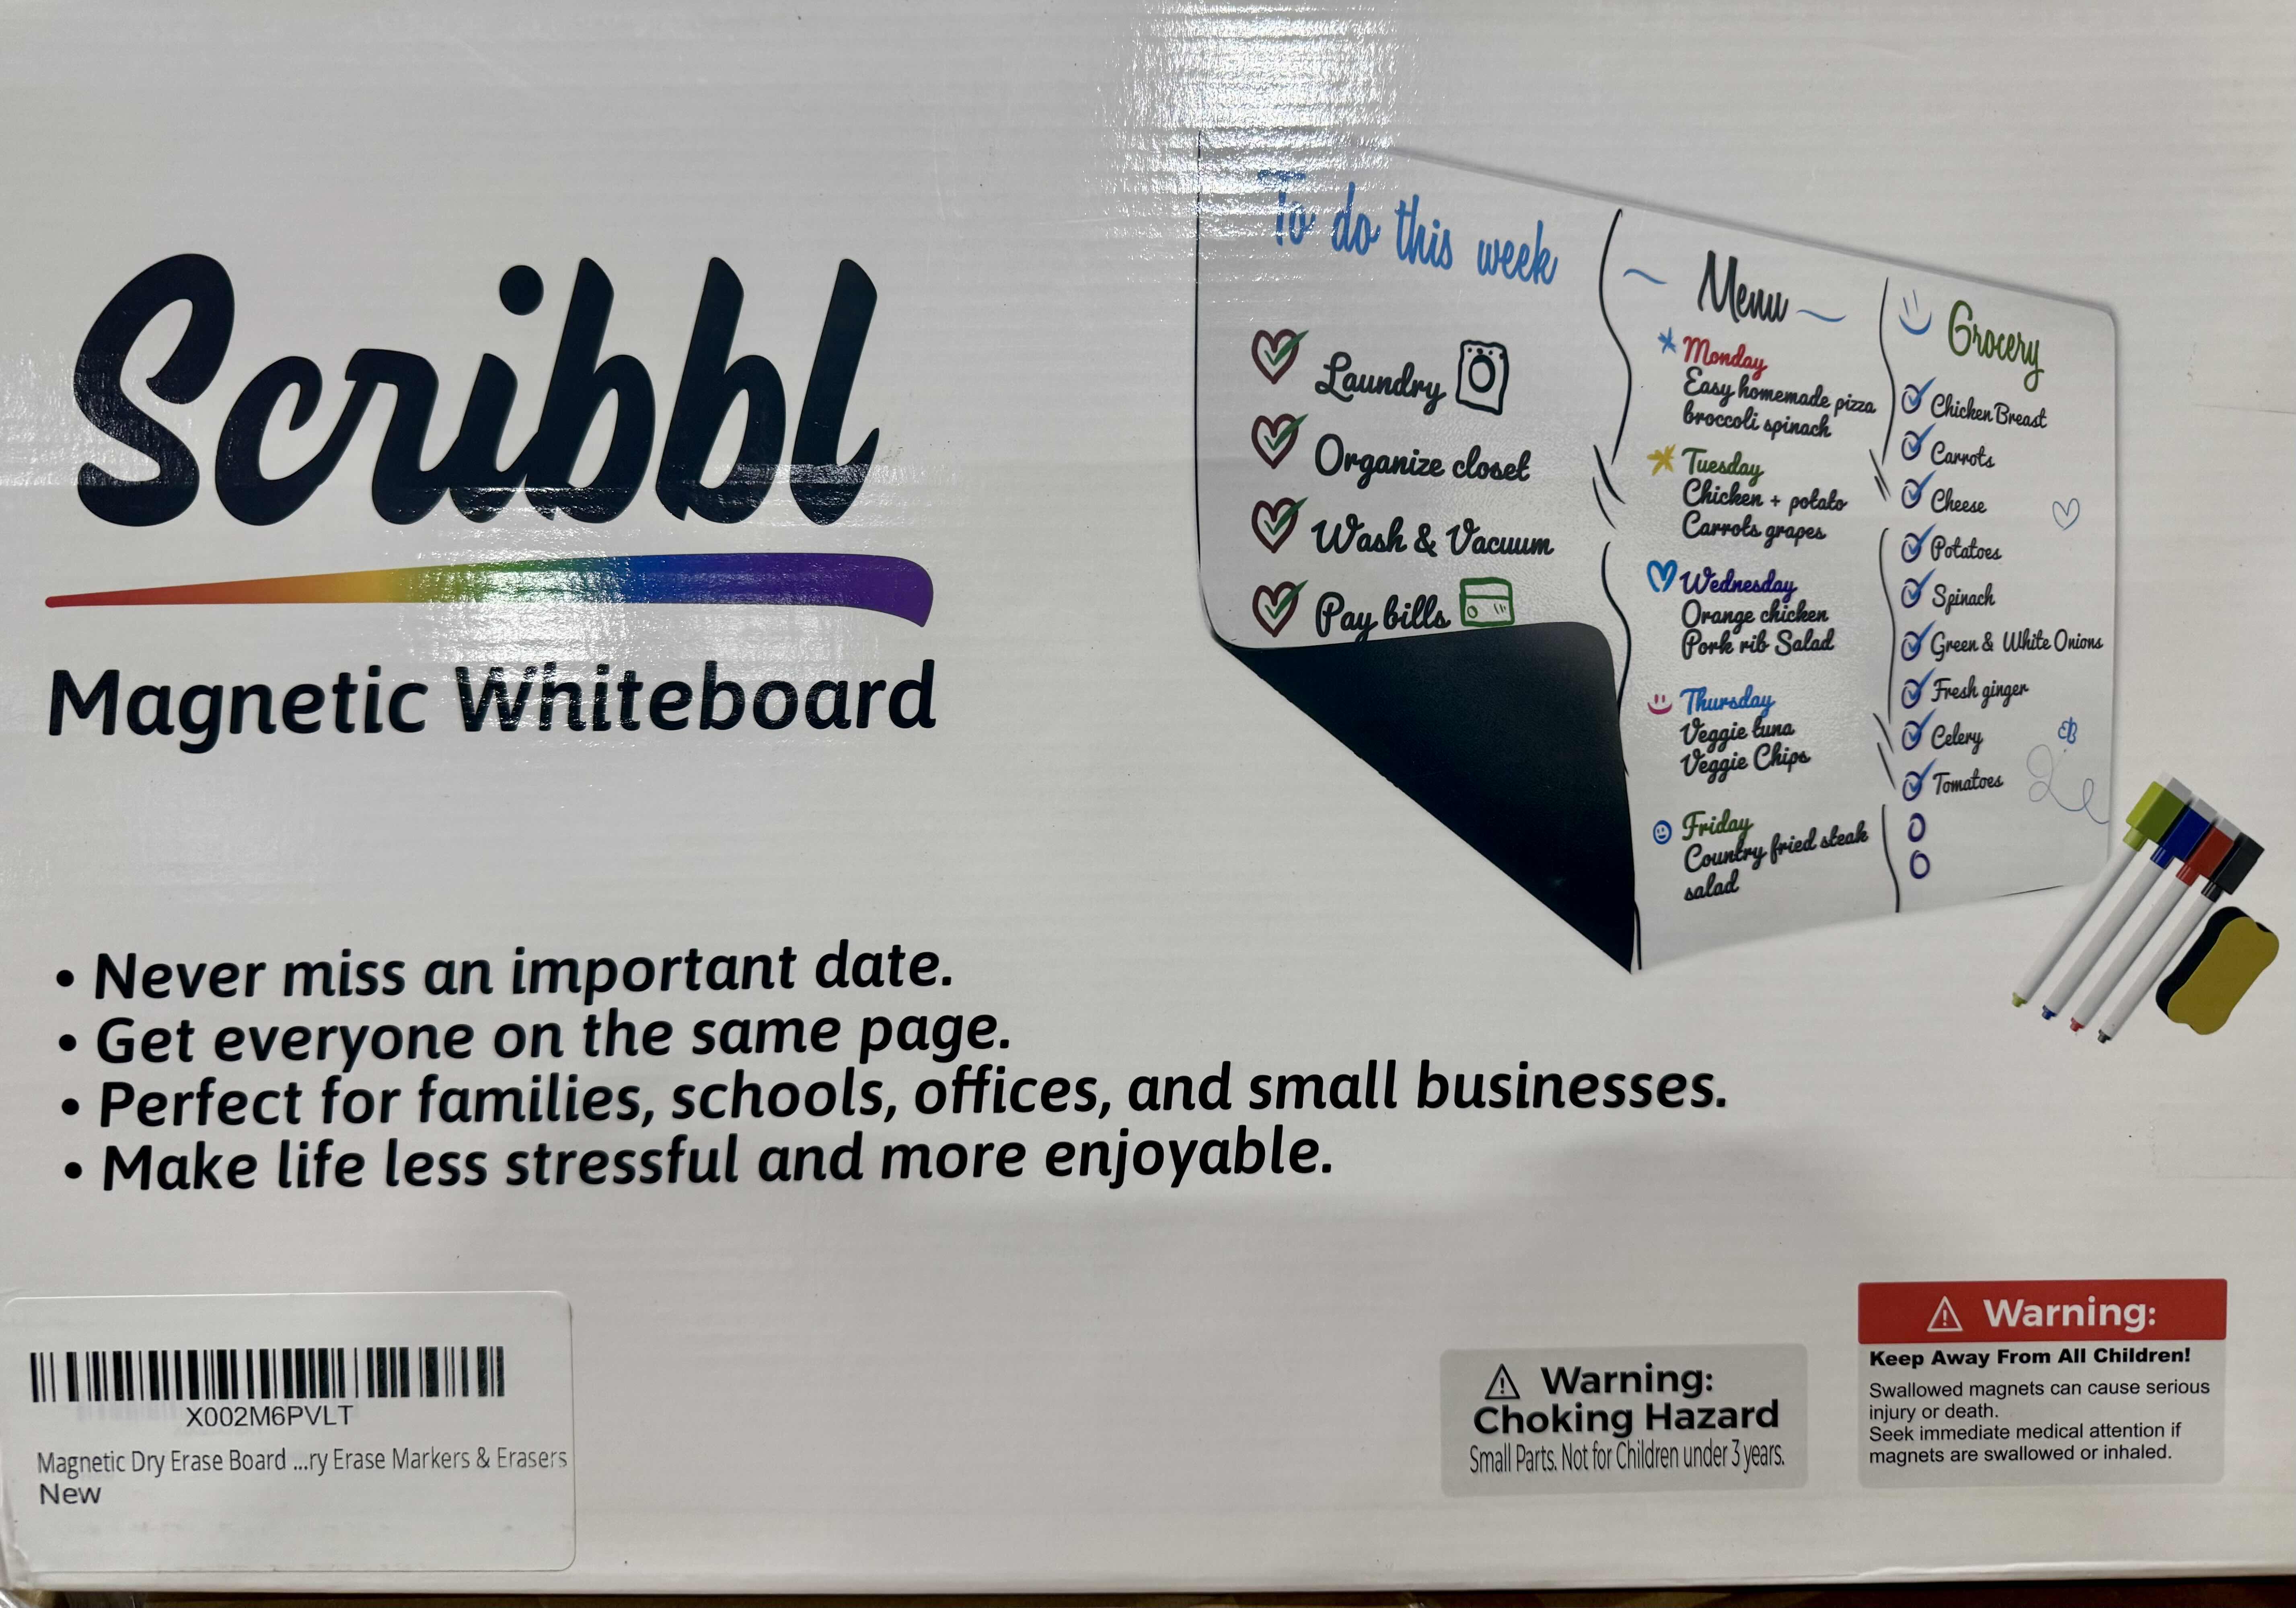 Scribbl
Magnetic Whiteboard
To do this week
Laundry
Organize closet
Wash & Vacuum
Pay bills
Menu
Monday
Easy homemade pizza
broccoli spinach
Tuesday
Chicken + potato
Carrots grapes
Wednesday
Orange chicken
Pork rib Salad
Thursday
Veggie tuna
Veggie Chips
Friday
Country fried steak
salad
Grocery
Chicken Breast
Carrots
Cheese
Potatoes
Spinach
Green & White Onions
Fresh ginger
Celery
Tomatoes
• Never miss an important date.
• Get everyone on the same page.
• Perfect for families, schools, offices, and small businesses.
• Make life less stressful and more enjoyable.
X002M6PVLT
Magnetic Dry Erase Board ...ry Erase Markers & Erasers
New
Warning:
Choking Hazard
Small Parts. Not for Children under 3 years.
Warning:
Keep Away From All Children!
Swallowed magnets can cause serious
injury or death.
Seek immediate medical attention if
magnets are swallowed or inhaled.